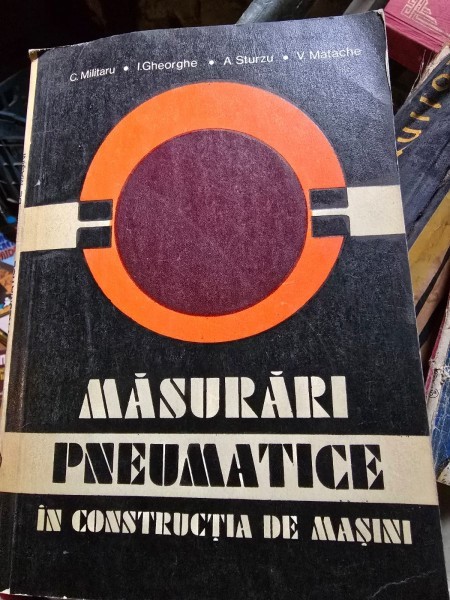 C. Militaru • I. Gheorghe • A. Sturzu • V. Matache
MĂSURĂRI
PNEUMATICE
ÎN CONSTRUCȚIA DE MAȘINI